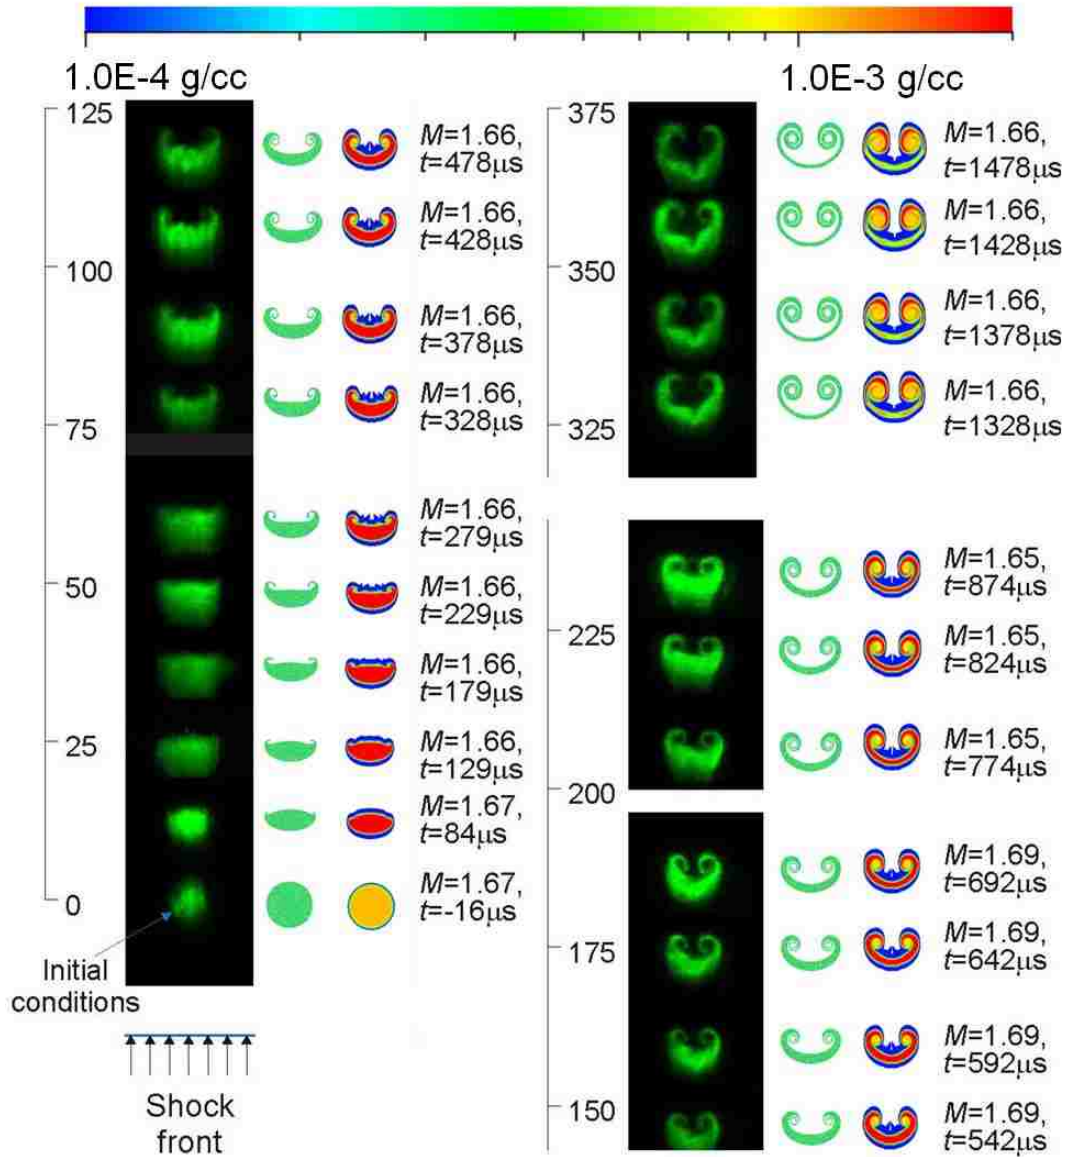 1.0E-4 g/cc
1.0E-3 g/cc
125
M=1.66,
t=478μs
M=1.66,
t=428μs
100
M=1.66,
t=378μs
M=1.66,
t=328μs
75
M=1.66,
t=279μs
50
M=1.66,
t=229μs
M=1.66,
t=179μs
25
M=1.66,
t=129μs
M=1.67,
t=84μs
0
M=1.67,
t=-16μs
Initial
conditions
Shock
front
375
M=1.66,
t=1478μs
M=1.66,
t=1428μs
350
M=1.66,
t=1378μs
M=1.66,
t=1328μs
325
M=1.65,
t=874μs
225
M=1.65,
t=824μs
M=1.65,
t=774μs
200
M=1.69,
t=692μs
175
M=1.69,
t=642μs
M=1.69,
t=592μs
150
M=1.69,
t=542μs